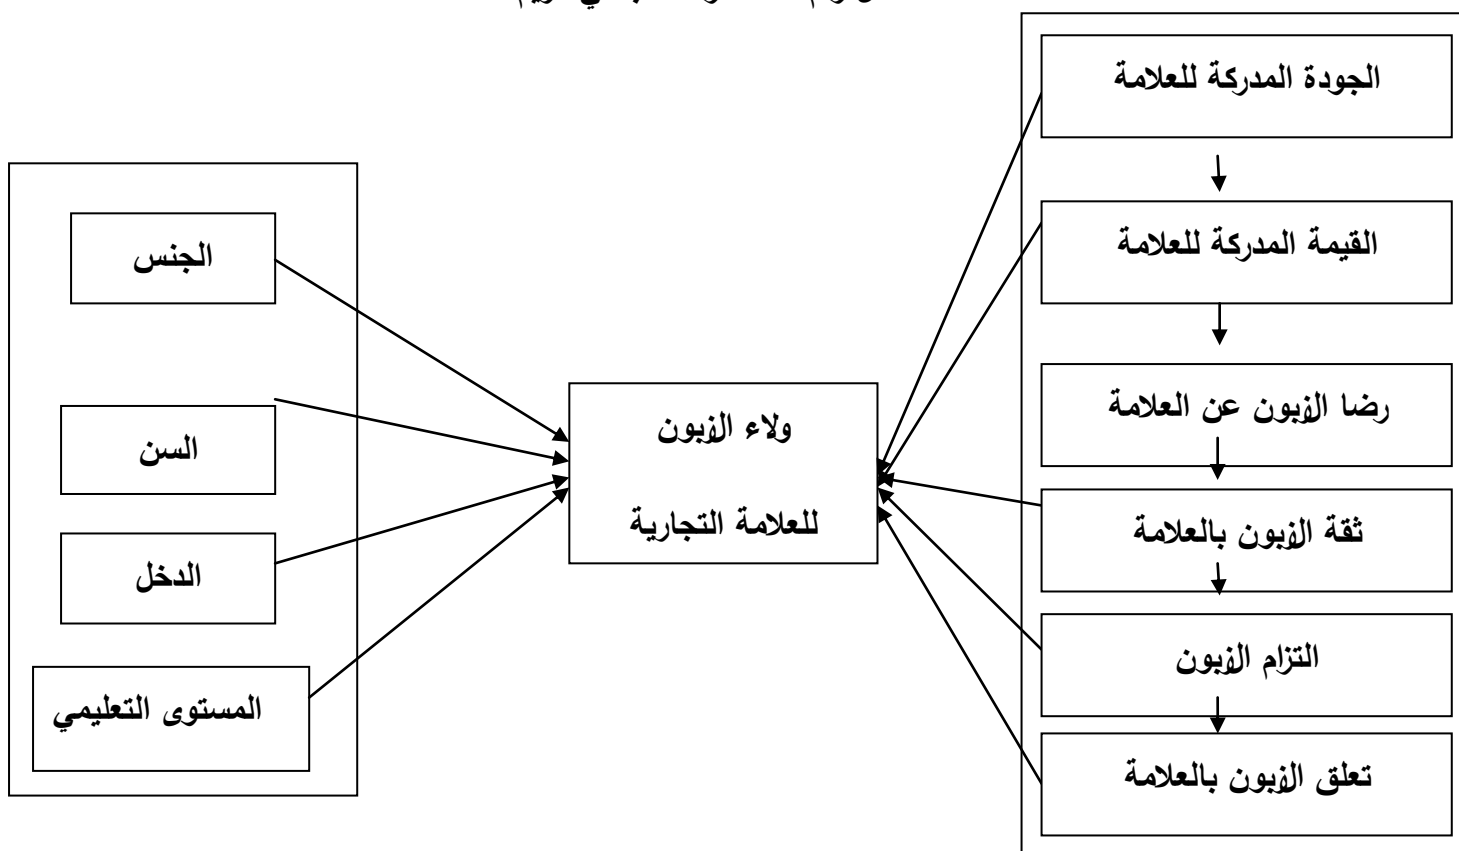 الجودة المدركة للعلامة
القيمة المدركة للعلامة
رضا الزبون عن العلامة
ثقة الزبون بالعلامة
التزام الزبون
تعلق الزبون بالعلامة
ولاء الزبون
للعلامة التجارية
الجنس
السن
الدخل
المستوى التعليمي